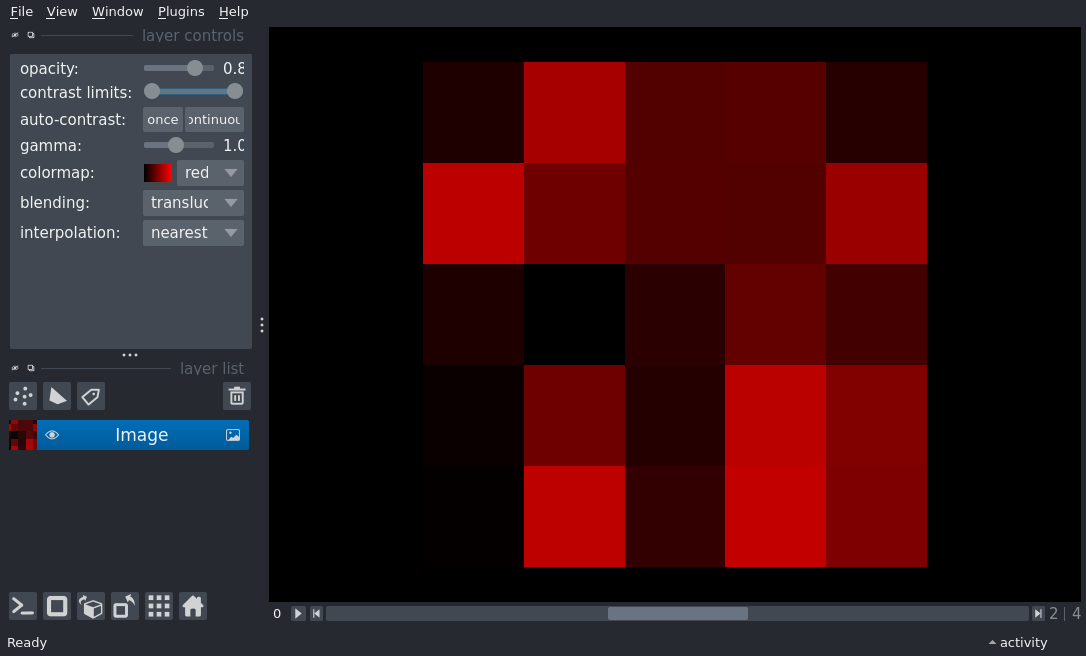 File View Window Plugins Help
layer controls
opacity: 0.8
contrast limits:
auto-contrast: once ontinuou
gamma: 1.0
colormap: red
blending: transluc
interpolation: nearest
layer list
Image
0 2 | 4
Ready activity